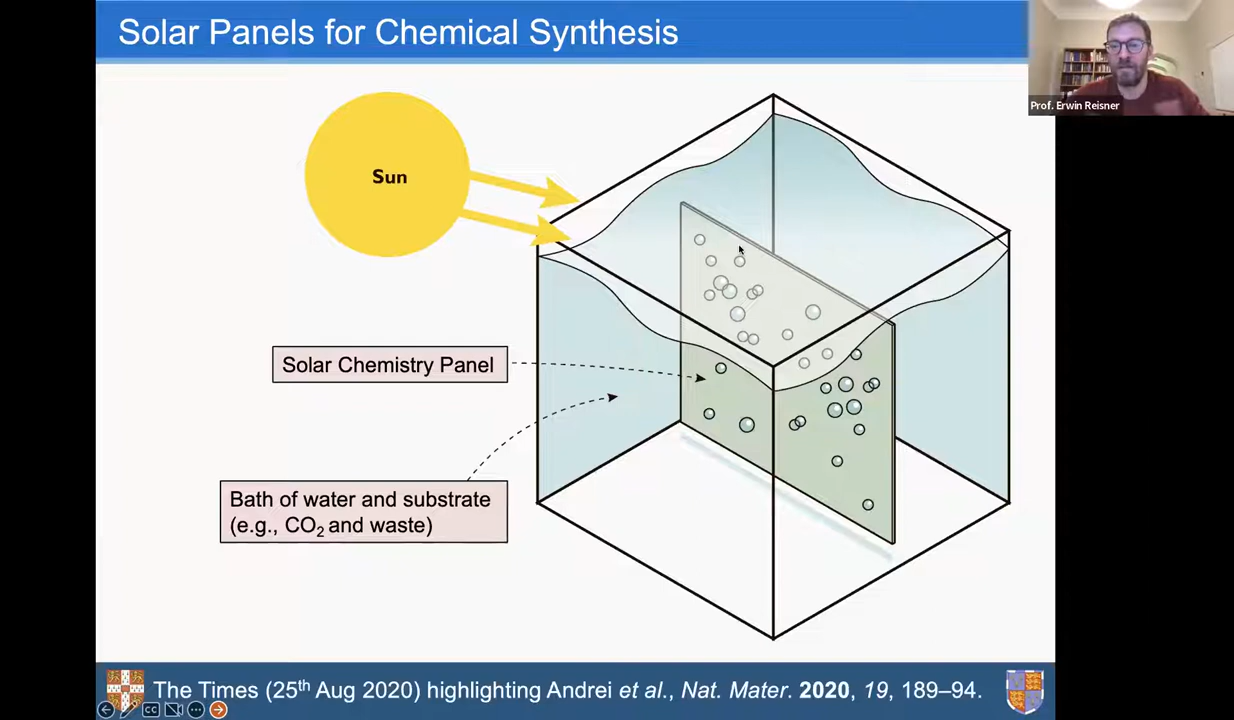 Solar Panels for Chemical Synthesis
Prof. Erwin Reisner
Sun
Solar Chemistry Panel
Bath of water and substrate
(e.g., CO₂ and waste)
The Times (25th Aug 2020) highlighting Andrei et al., Nat. Mater. 2020, 19, 189–94.
CC